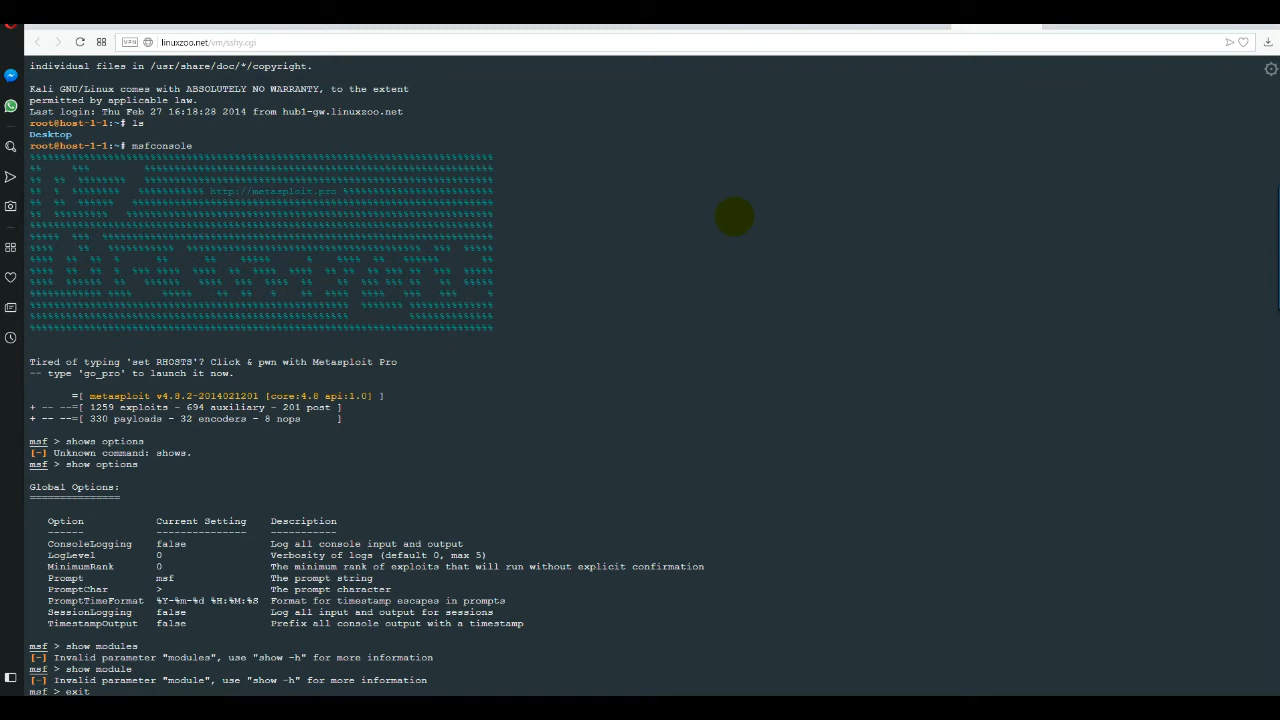 VPN linuxzoo.net/vm/sshy.cgi
individual files in /usr/share/doc/*/copyright.
Kali GNU/Linux comes with ABSOLUTELY NO WARRANTY, to the extent
permitted by applicable law.
Last login: Thu Feb 27 16:18:28 2014 from hub1-gw.linuxzoo.net
root@host-1-1:~# ls
Desktop
root@host-1-1:~# msfconsole
http://metasploit.pro
Tired of typing 'set RHOSTS'? Click & pwn with Metasploit Pro
-- type 'go_pro' to launch it now.
=[ metasploit v4.8.2-2014021201 [core:4.8 api:1.0] ]
+ -- --=[ 1259 exploits - 694 auxiliary - 201 post ]
+ -- --=[ 330 payloads - 32 encoders - 8 nops ]
msf > shows options
[-] Unknown command: shows.
msf > show options
Global Options:
===============
Option Current Setting Description
------ --------------- -----------
ConsoleLogging false Log all console input and output
LogLevel 0 Verbosity of logs (default 0, max 5)
MinimumRank 0 The minimum rank of exploits that will run without explicit confirmation
Prompt msf The prompt string
PromptChar > The prompt character
PromptTimeFormat %Y-%m-%d %H:%M:%S Format for timestamp escapes in prompts
SessionLogging false Log all input and output for sessions
TimestampOutput false Prefix all console output with a timestamp
msf > show modules
[-] Invalid parameter "modules", use "show -h" for more information
msf > show module
[-] Invalid parameter "module", use "show -h" for more information
msf > exit